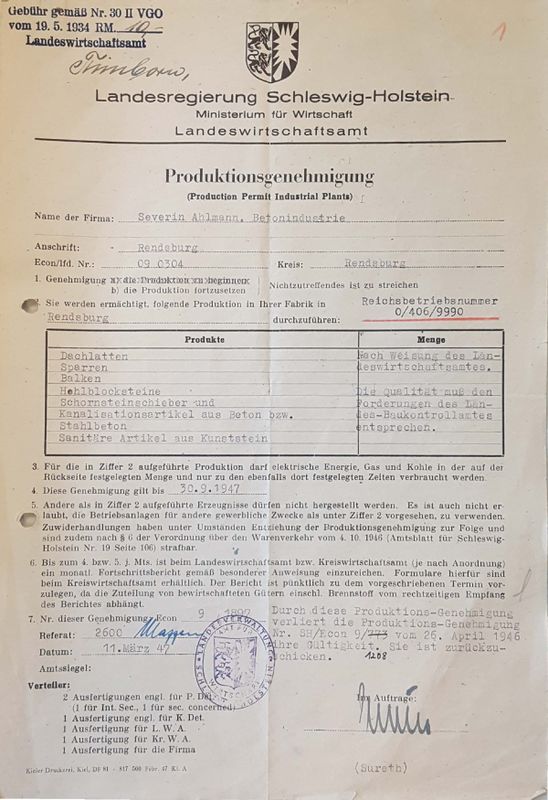 Gebühr gemäß Nr. 30 II VGO
vom 19. 5. 1934 RM. 10,-
Landeswirtschaftsamt
1
Landesregierung Schleswig-Holstein
Ministerium für Wirtschaft
Landeswirtschaftsamt
Produktionsgenehmigung
(Production Permit Industrial Plants)
Name der Firma: Severin Ahlmann, Betonindustrie
Anschrift: - Rendsburg
Econ/lfd. Nr.: 09 0304 Kreis: Rendsburg
1. Genehmigung a) die Produktion zu beginnen
b) die Produktion fortzusetzen
Nichtzutreffendes ist zu streichen
2. Sie werden ermächtigt, folgende Produktion in Ihrer Fabrik in
Rendsburg durchzuführen:
Reichsbetriebsnummer
0/406/9990
Produkte Menge
Dachlatten Nach Weisung des Lan-
Sparren deswirtschaftsamtes.
Balken
Hohlblocksteine Die Qualität muß den
Schornsteinschieber und Forderungen des Lan-
Kanalisationsartikel aus Beton bzw. des-Baukontrollamtes
Stahlbeton entsprechen.
Sanitäre Artikel aus Kunststein
3. Für die in Ziffer 2 aufgeführte Produktion darf elektrische Energie, Gas und Kohle in der auf der
Rückseite festgelegten Menge und nur zu den ebenfalls dort festgelegten Zeiten verbraucht werden.
4. Diese Genehmigung gilt bis 30.9.1947
5. Andere als in Ziffer 2 aufgeführte Erzeugnisse dürfen nicht hergestellt werden. Es ist auch nicht er-
laubt, die Betriebsanlagen für andere gewerbliche Zwecke als unter Ziffer 2 vorgesehen, zu verwenden.
Zuwiderhandlungen haben unter Umständen Entziehung der Produktionsgenehmigung zur Folge und
sind zudem nach § 6 der Verordnung über den Warenverkehr vom 4. 10. 1946 (Amtsblatt für Schleswig-
Holstein Nr. 19 Seite 106) strafbar.
6. Bis zum 4. bzw. 5. j. Mts. ist beim Landeswirtschaftsamt bzw. Kreiswirtschaftsamt (je nach Anordnung)
ein monatl. Fortschrittsbericht gemäß besonderer Anweisung einzureichen. Formulare hierfür sind
beim Kreiswirtschaftsamt erhältlich. Der Bericht ist pünktlich zu dem vorgeschriebenen Termin vor-
zulegen, da die Zuteilung von bewirtschafteten Gütern einschl. Brennstoff vom rechtzeitigen Empfang
des Berichts abhängt.
7. Nr. dieser Genehmigung Econ 9 1892
Referat: 2600
Datum: 11. März 47
Amtssiegel:
Durch diese Produktions-Genehmigung
verliert die Produktions-Genehmigung
Nr. SH/Econ 9/773 vom 26. April 1946
1208
ihre Gültigkeit. Sie ist zurückzu-
schicken.
Verteiler:
2 Ausfertigungen engl. für P. Det.
(1 für Int. Sec., 1 für sec. concerned)
1 Ausfertigung engl. für K. Det.
1 Ausfertigung für L. W. A.
1 Ausfertigung für Kr. W. A.
1 Ausfertigung für die Firma
Im Auftrage:
(Sureth)
Kieler Druckerei, Kiel, DF 81 - 817 500 Febr. 47 Kl. A